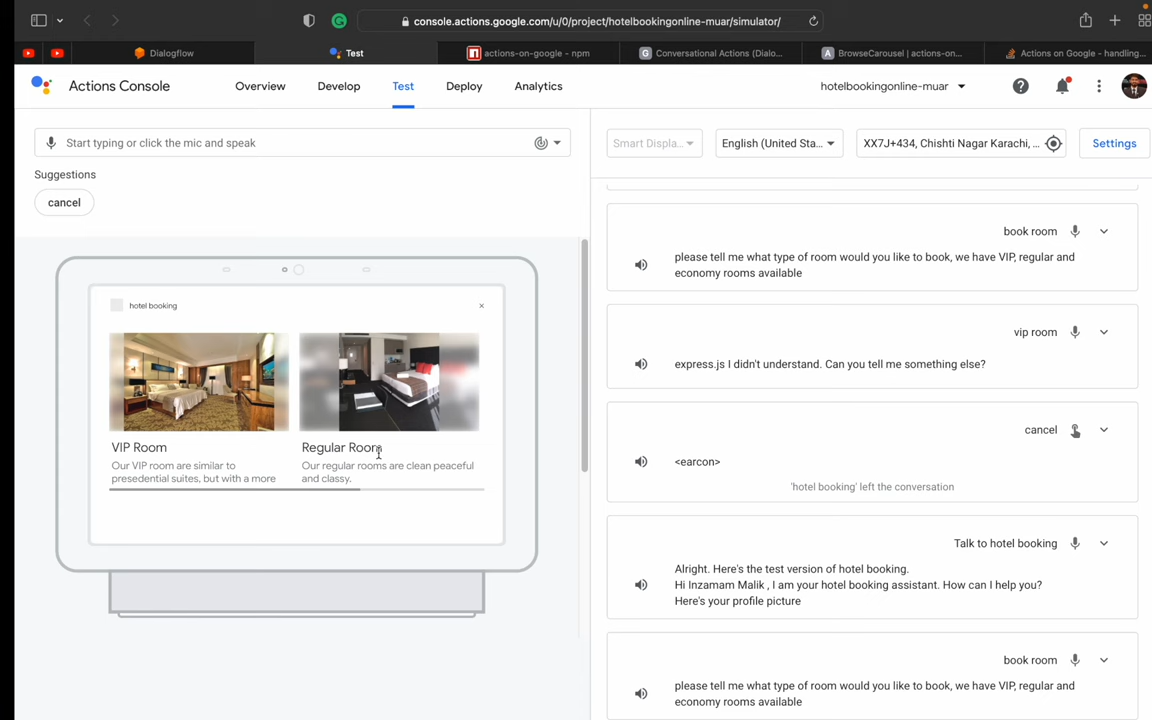 console.actions.google.com/u/0/project/hotelbookingonline-muar/simulator/
Dialogflow
Test
actions-on-google - npm
Conversational Actions (Dialo...
BrowseCarousel | actions-on...
Actions on Google - handling...
Actions Console
Overview
Develop
Test
Deploy
Analytics
hotelbookingonline-muar
Start typing or click the mic and speak
Smart Displa...
English (United Sta...
XX7J+434, Chishti Nagar Karachi, ...
Settings
Suggestions
cancel
hotel booking
VIP Room
Our VIP room are similar to
presedential suites, but with a more
Regular Room
Our regular rooms are clean peaceful
and classy.
book room
please tell me what type of room would you like to book, we have VIP, regular and
economy rooms available
vip room
express.js I didn't understand. Can you tell me something else?
cancel
<earcon>
'hotel booking' left the conversation
Talk to hotel booking
Alright. Here's the test version of hotel booking.
Hi Inzamam Malik , I am your hotel booking assistant. How can I help you?
Here's your profile picture
book room
please tell me what type of room would you like to book, we have VIP, regular and
economy rooms available